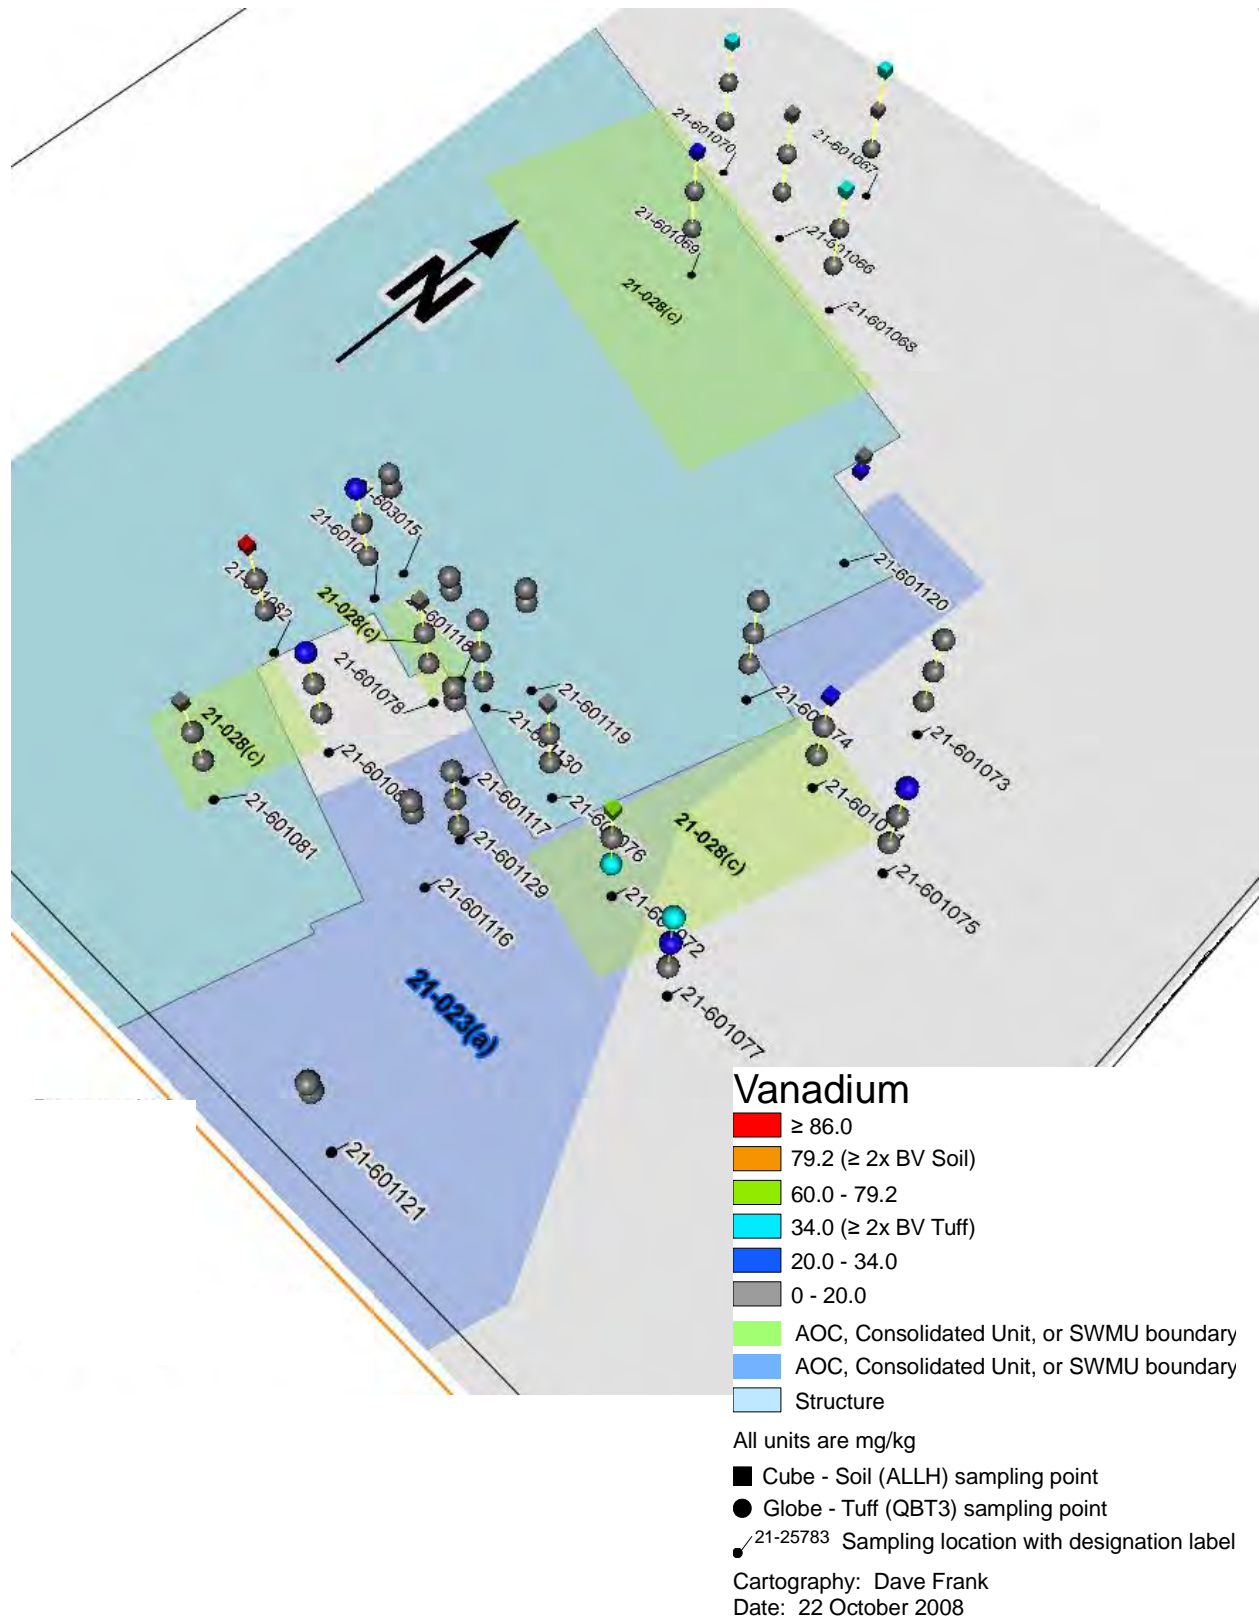 21-601070
21-601067
21-601069
21-601066
N
21-028(c)
21-601068
21-028(c)
21-601118
21-601120
21-601078
21-028(c)
21-601119
21-601073
21-601117
21-601081
21-028(c)
21-601129
21-601075
21-601116
21-023(a)
21-601077
21-601121
Vanadium
≥ 86.0
79.2 (≥ 2x BV Soil)
60.0 - 79.2
34.0 (≥ 2x BV Tuff)
20.0 - 34.0
0 - 20.0
AOC, Consolidated Unit, or SWMU boundary
AOC, Consolidated Unit, or SWMU boundary
Structure
All units are mg/kg
Cube - Soil (ALLH) sampling point
Globe - Tuff (QBT3) sampling point
21-25783 Sampling location with designation label
Cartography: Dave Frank
Date: 22 October 2008